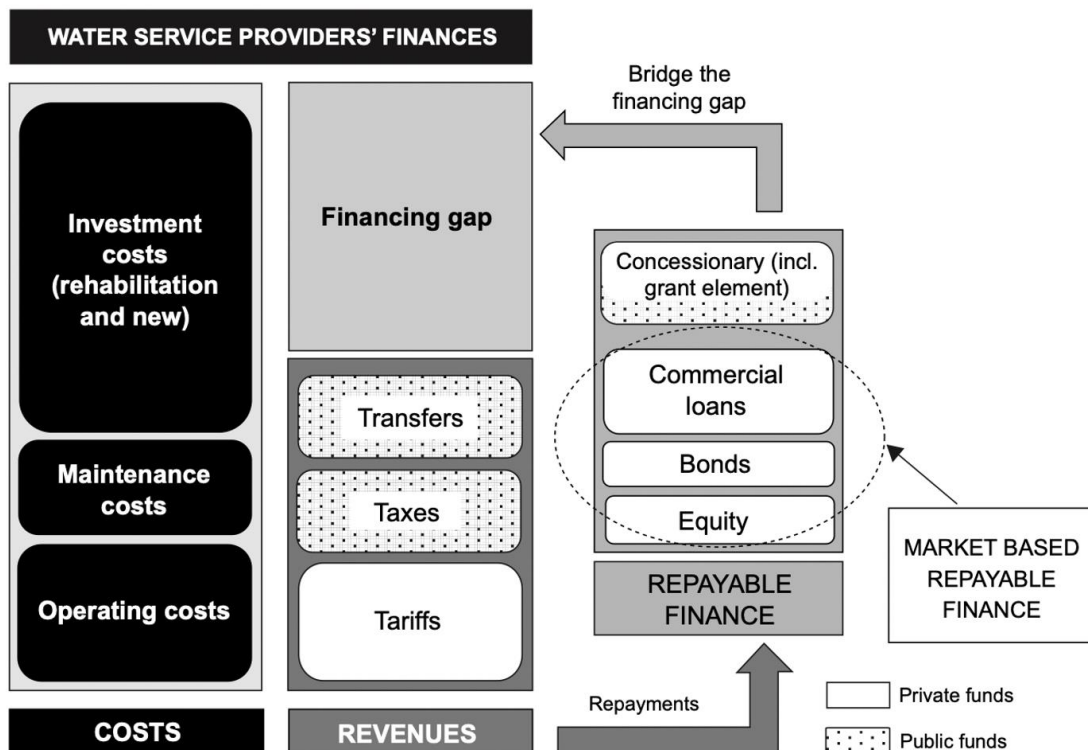 WATER SERVICE PROVIDERS' FINANCES
Investment
costs
(rehabilitation
and new)
Maintenance
costs
Operating costs
COSTS
Financing gap
Transfers
Taxes
Tariffs
REVENUES
Bridge the
financing gap
Concessionary (incl.
grant element)
Commercial
loans
Bonds
Equity
REPAYABLE
FINANCE
Repayments
MARKET BASED
REPAYABLE
FINANCE
Private funds
Public funds